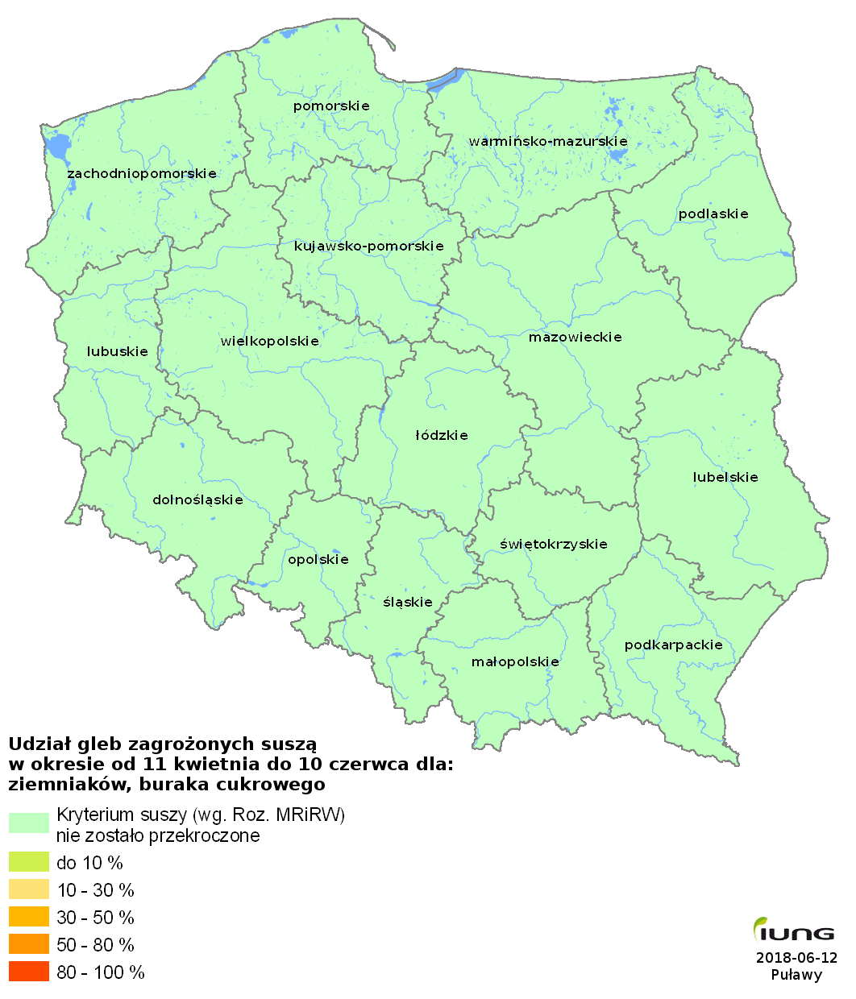 pomorskie
warmińsko-mazurskie
zachodniopomorskie
podlaskie
kujawsko-pomorskie
mazowieckie
wielkopolskie
lubuskie
łódzkie
lubelskie
dolnośląskie
świętokrzyskie
opolskie
śląskie
podkarpackie
małopolskie
Udział gleb zagrożonych suszą
w okresie od 11 kwietnia do 10 czerwca dla:
ziemniaków, buraka cukrowego
Kryterium suszy (wg. Roz. MRiRW)
nie zostało przekroczone
do 10 %
10 - 30 %
30 - 50 %
50 - 80 %
80 - 100 %
IUNG
2018-06-12
Puławy